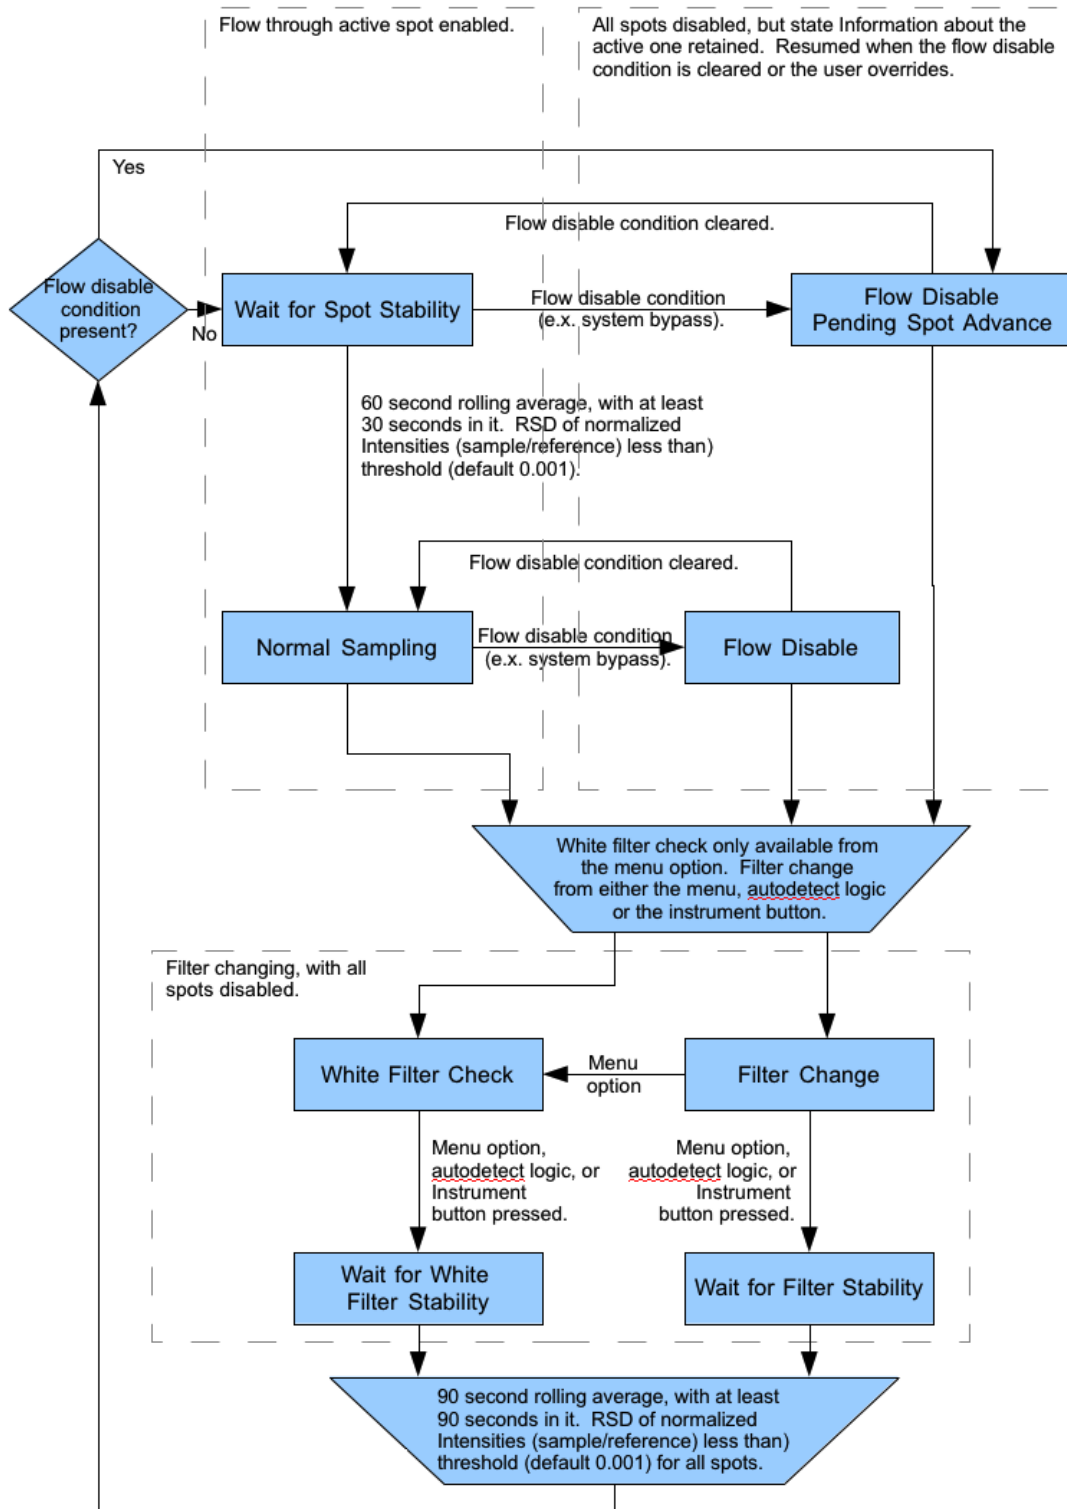 Flow through active spot enabled.
All spots disabled, but state Information about the
active one retained.  Resumed when the flow disable
condition is cleared or the user overrides.
Yes
Flow disable condition cleared.
Flow disable
condition
present?
No
Wait for Spot Stability
Flow disable condition
(e.x. system bypass).
Flow Disable
Pending Spot Advance
60 second rolling average, with at least
30 seconds in it.  RSD of normalized
Intensities (sample/reference) less than)
threshold (default 0.001).
Flow disable condition cleared.
Normal Sampling
Flow disable condition
(e.x. system bypass).
Flow Disable
White filter check only available from
the menu option.  Filter change
from either the menu, autodetect logic
or the instrument button.
Filter changing, with all
spots disabled.
White Filter Check
Menu
option
Filter Change
Menu option,
autodetect logic, or
Instrument
button pressed.
Menu option,
autodetect logic, or
Instrument
button pressed.
Wait for White
Filter Stability
Wait for Filter Stability
90 second rolling average, with at least
90 seconds in it.  RSD of normalized
Intensities (sample/reference) less than)
threshold (default 0.001) for all spots.